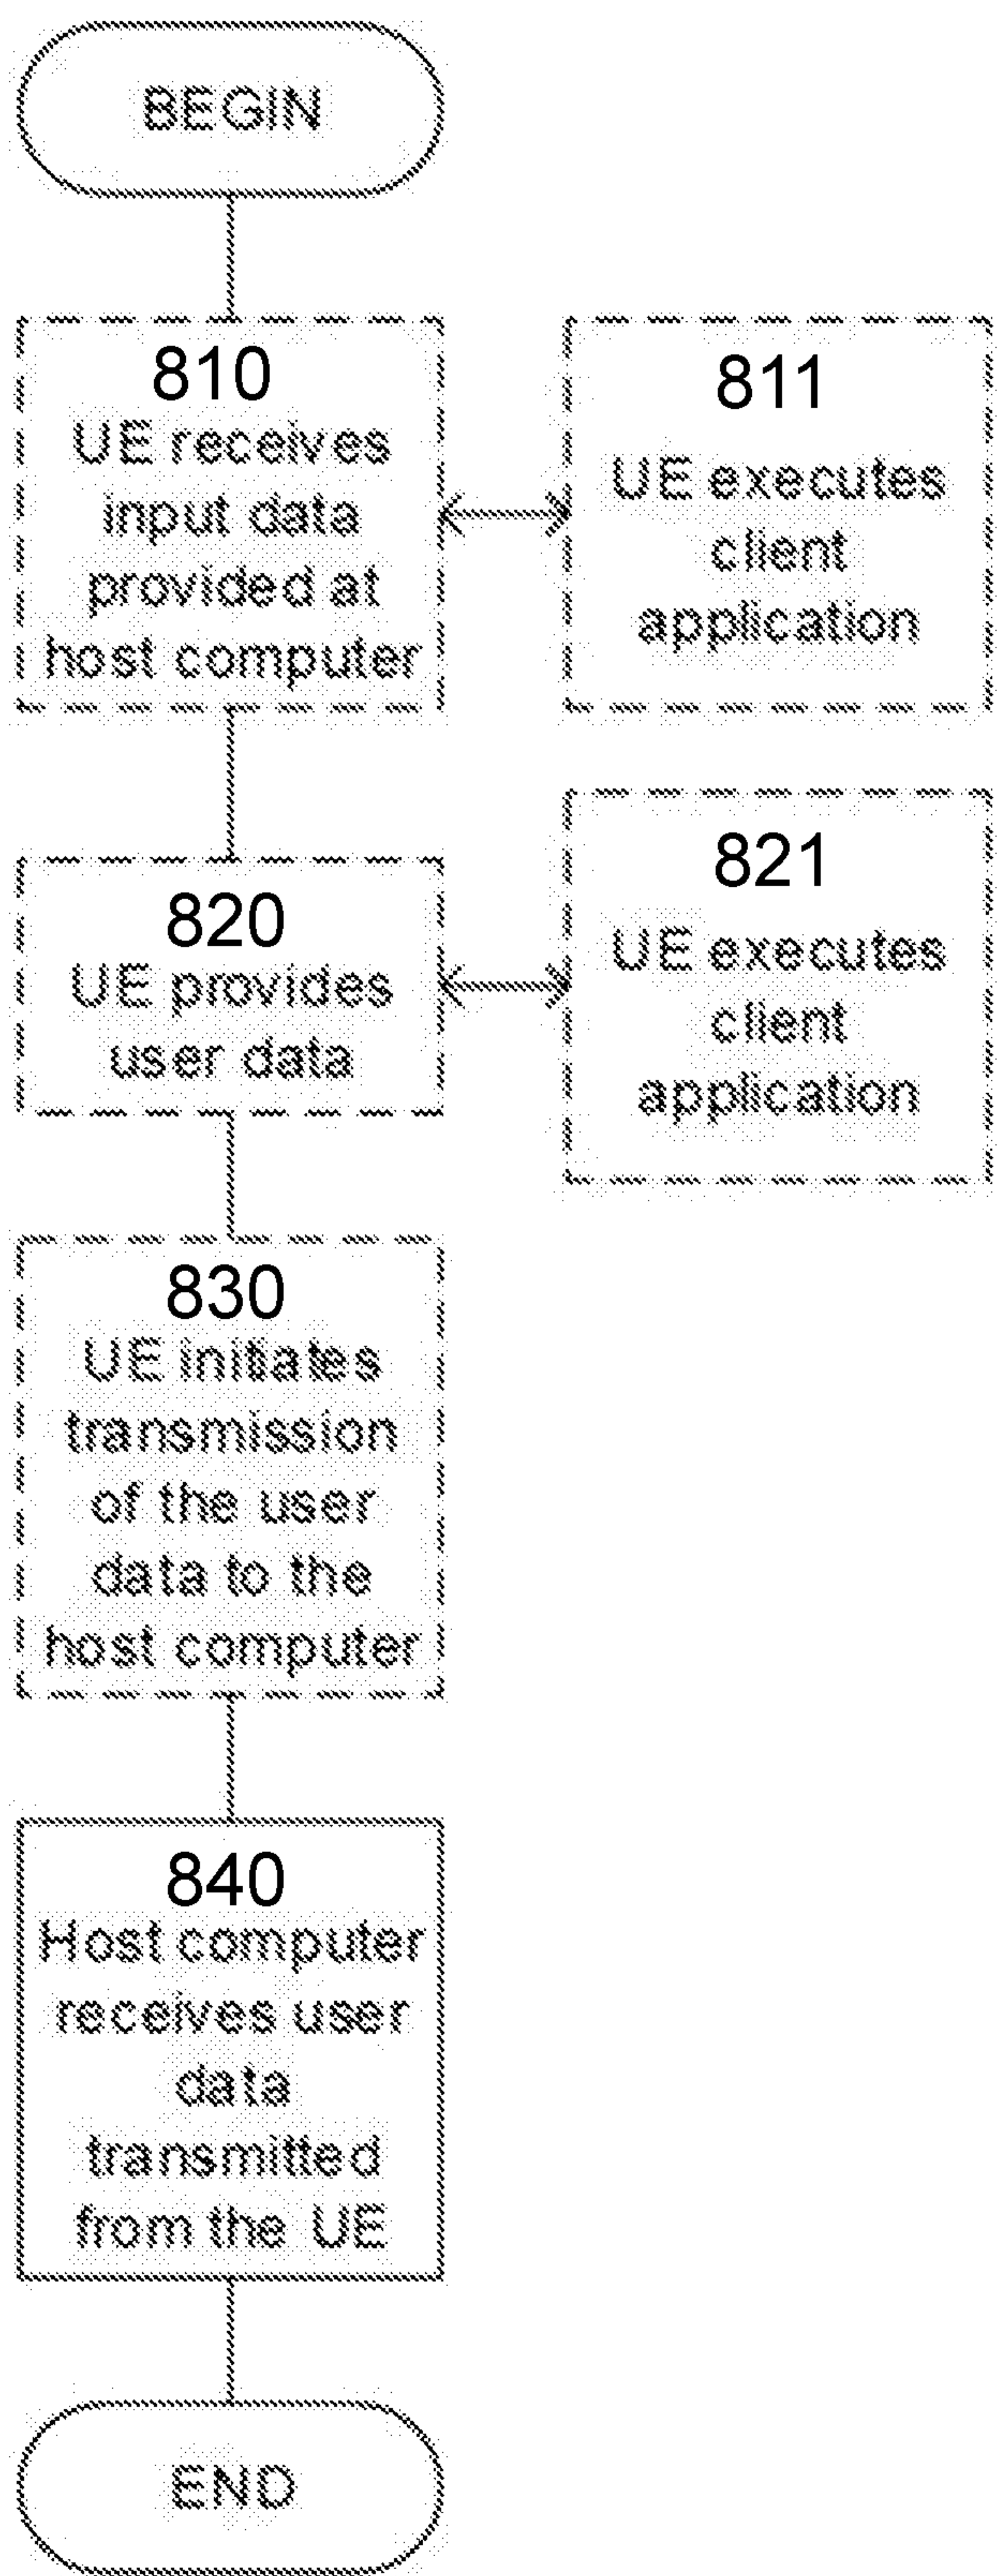 BEGIN
810
UE receives
input data
provided at
host computer
811
UE executes
client
application
820
UE provides
user data
821
UE executes
client
application
830
UE initiates
transmission
of the user
data to the
host computer
840
Host computer
receives user
data
transmitted
from the UE
END